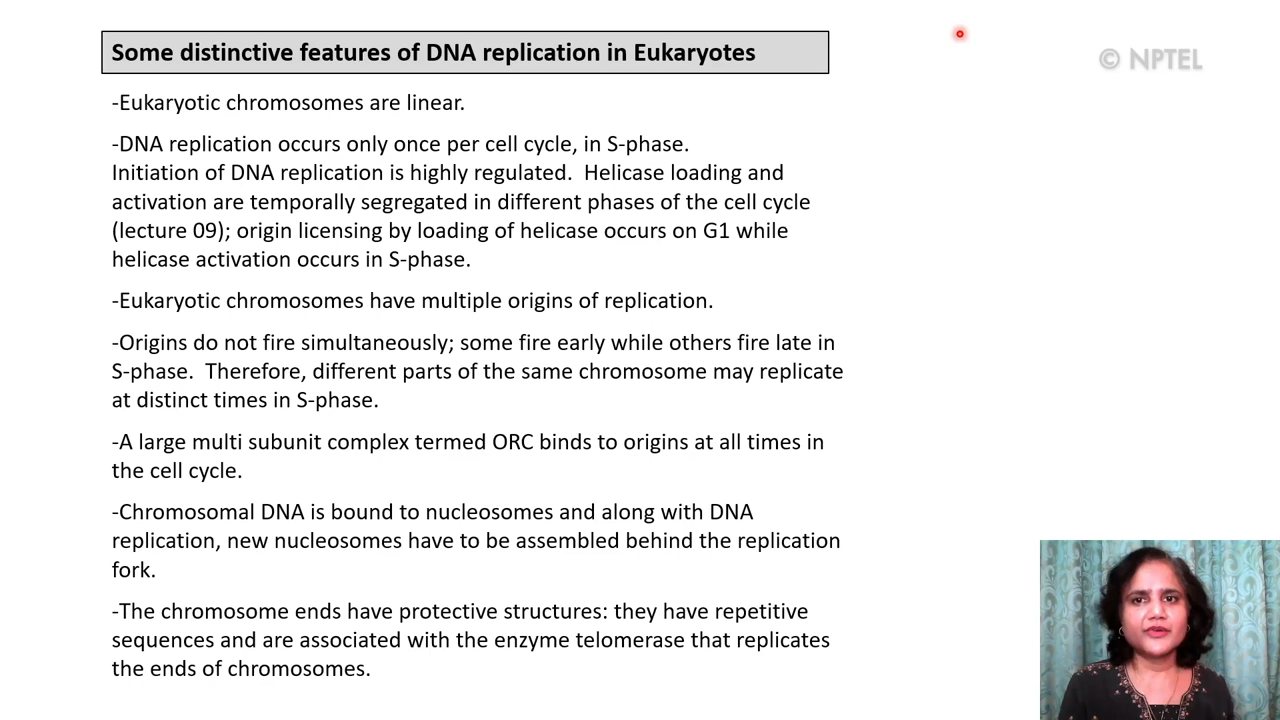 Some distinctive features of DNA replication in Eukaryotes
© NPTEL
-Eukaryotic chromosomes are linear.
-DNA replication occurs only once per cell cycle, in S-phase.
Initiation of DNA replication is highly regulated.  Helicase loading and
activation are temporally segregated in different phases of the cell cycle
(lecture 09); origin licensing by loading of helicase occurs on G1 while
helicase activation occurs in S-phase.
-Eukaryotic chromosomes have multiple origins of replication.
-Origins do not fire simultaneously; some fire early while others fire late in
S-phase.  Therefore, different parts of the same chromosome may replicate
at distinct times in S-phase.
-A large multi subunit complex termed ORC binds to origins at all times in
the cell cycle.
-Chromosomal DNA is bound to nucleosomes and along with DNA
replication, new nucleosomes have to be assembled behind the replication
fork.
-The chromosome ends have protective structures: they have repetitive
sequences and are associated with the enzyme telomerase that replicates
the ends of chromosomes.